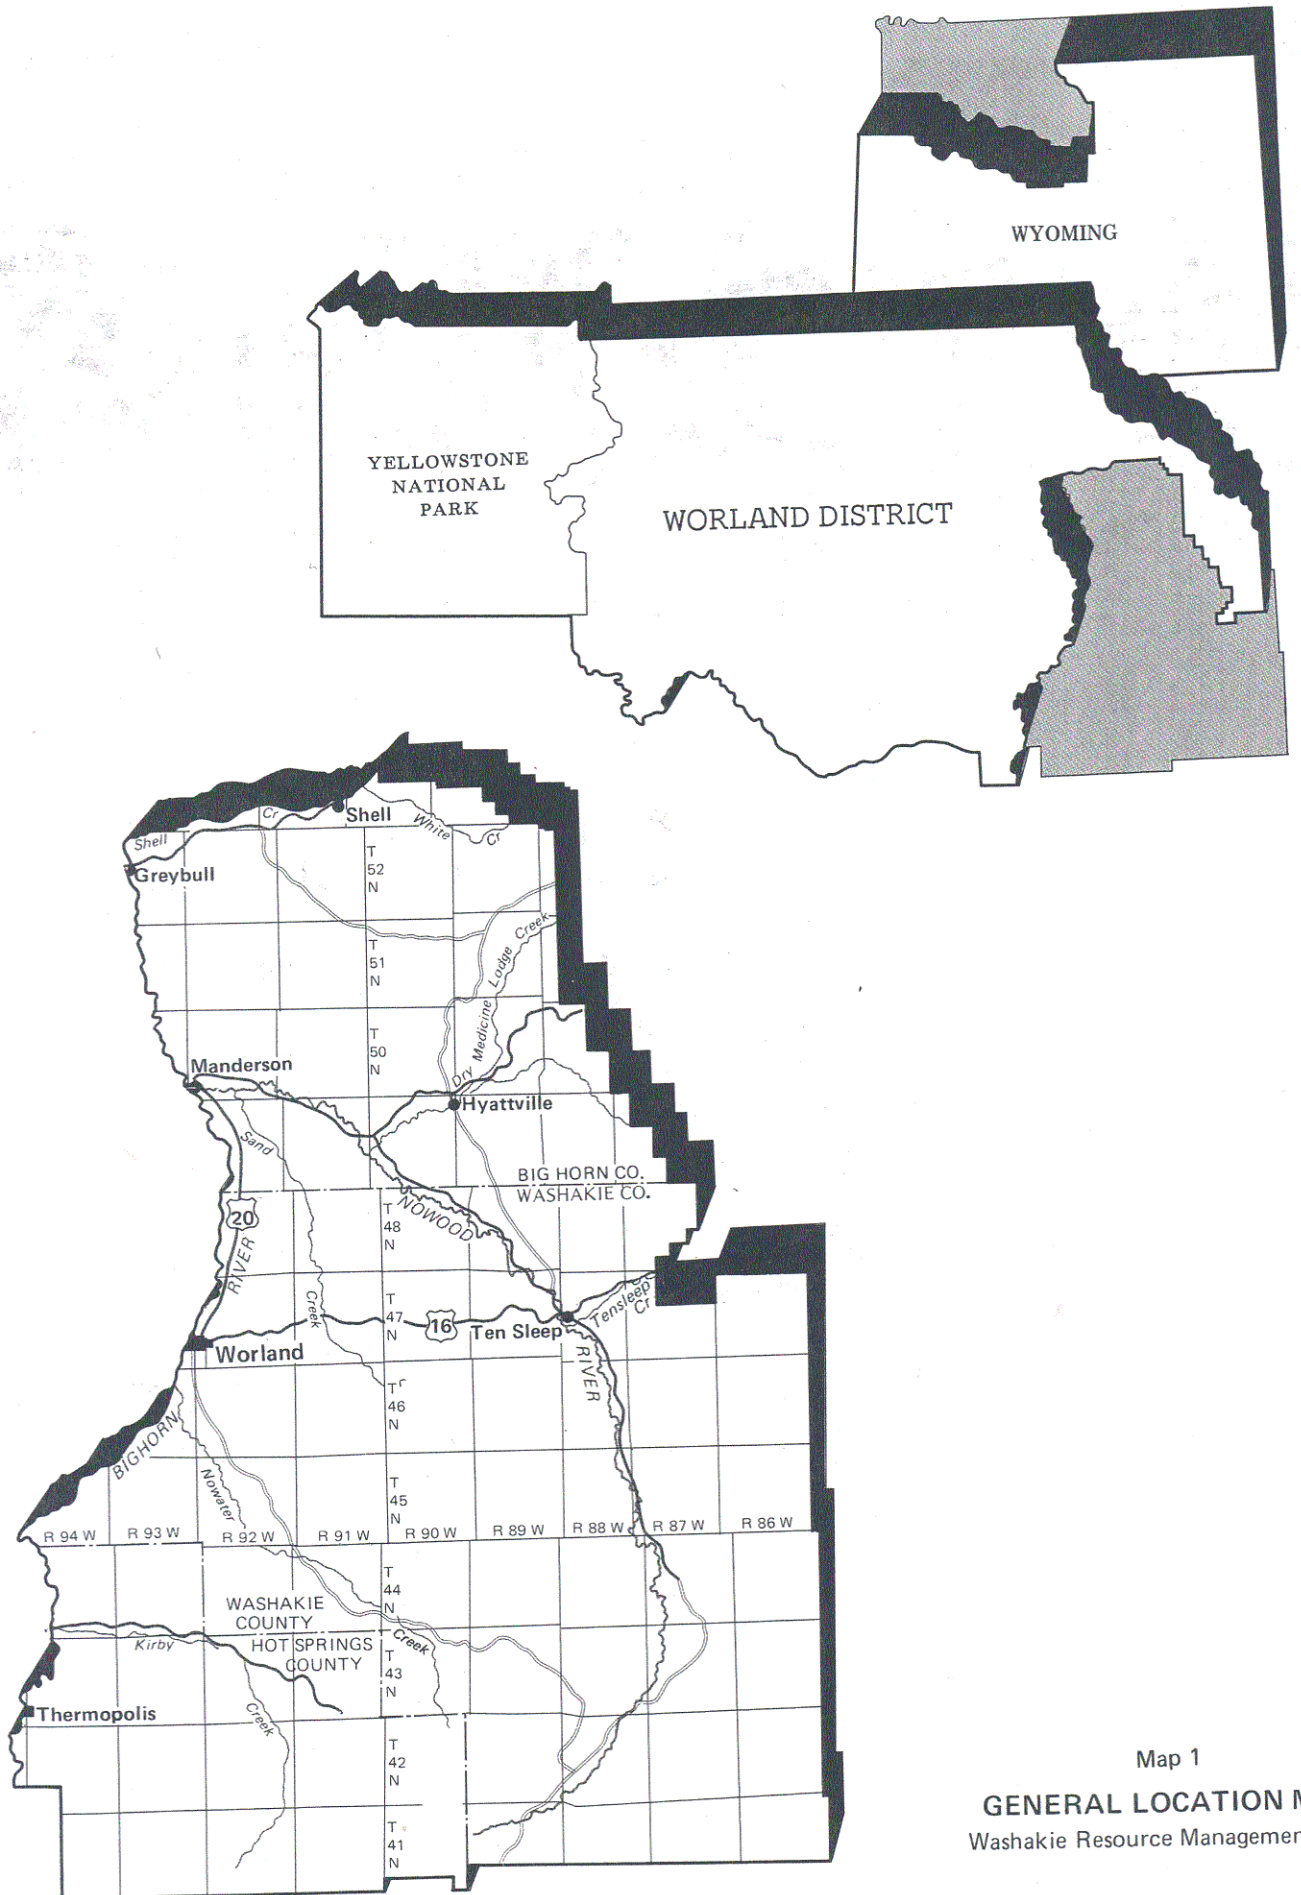 WYOMING
YELLOWSTONE
NATIONAL
PARK
WORLAND DISTRICT
Shell
Cr
Shell
White
Cr
Greybull
T
52
N
T
51
N
Dry Medicine Lodge Creek
T
50
N
Manderson
Hyattville
Sand
BIG HORN CO.
WASHAKIE CO.
20
RIVER
T
48
N
NOWOOD
Creek
T
47
N
16
Ten Sleep
Tensleep
Cr
Worland
RIVER
T
46
N
BIGHORN
Nowater
T
45
N
R 94 W
R 93 W
R 92 W
R 91 W
R 90 W
R 89 W
R 88 W
R 87 W
R 86 W
T
44
N
WASHAKIE
COUNTY
Kirby
HOT SPRINGS
COUNTY
Creek
T
43
N
Thermopolis
Creek
T
42
N
T
41
N
Map 1
GENERAL LOCATION
Washakie Resource Managemen